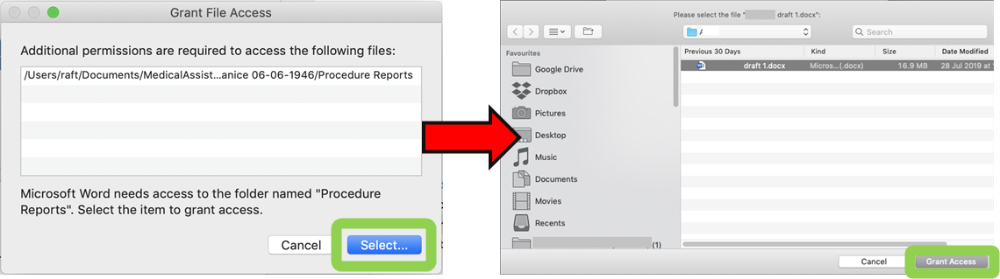 Grant File Access
Additional permissions are required to access the following files:
/Users/raft/Documents/MedicalAssist...anice 06-06-1946/Procedure Reports
Microsoft Word needs access to the folder named "Procedure
Reports". Select the item to grant access.
Cancel
Select...
Please select the file " draft 1.docx":
Search
Favourites
Google Drive
Dropbox
Pictures
Desktop
Music
Documents
Movies
Recents
(1)
Previous 30 Days Kind Size Date Modified
draft 1.docx Micros...(.docx) 16.9 MB 28 Jul 2019 at
Cancel
Grant Access